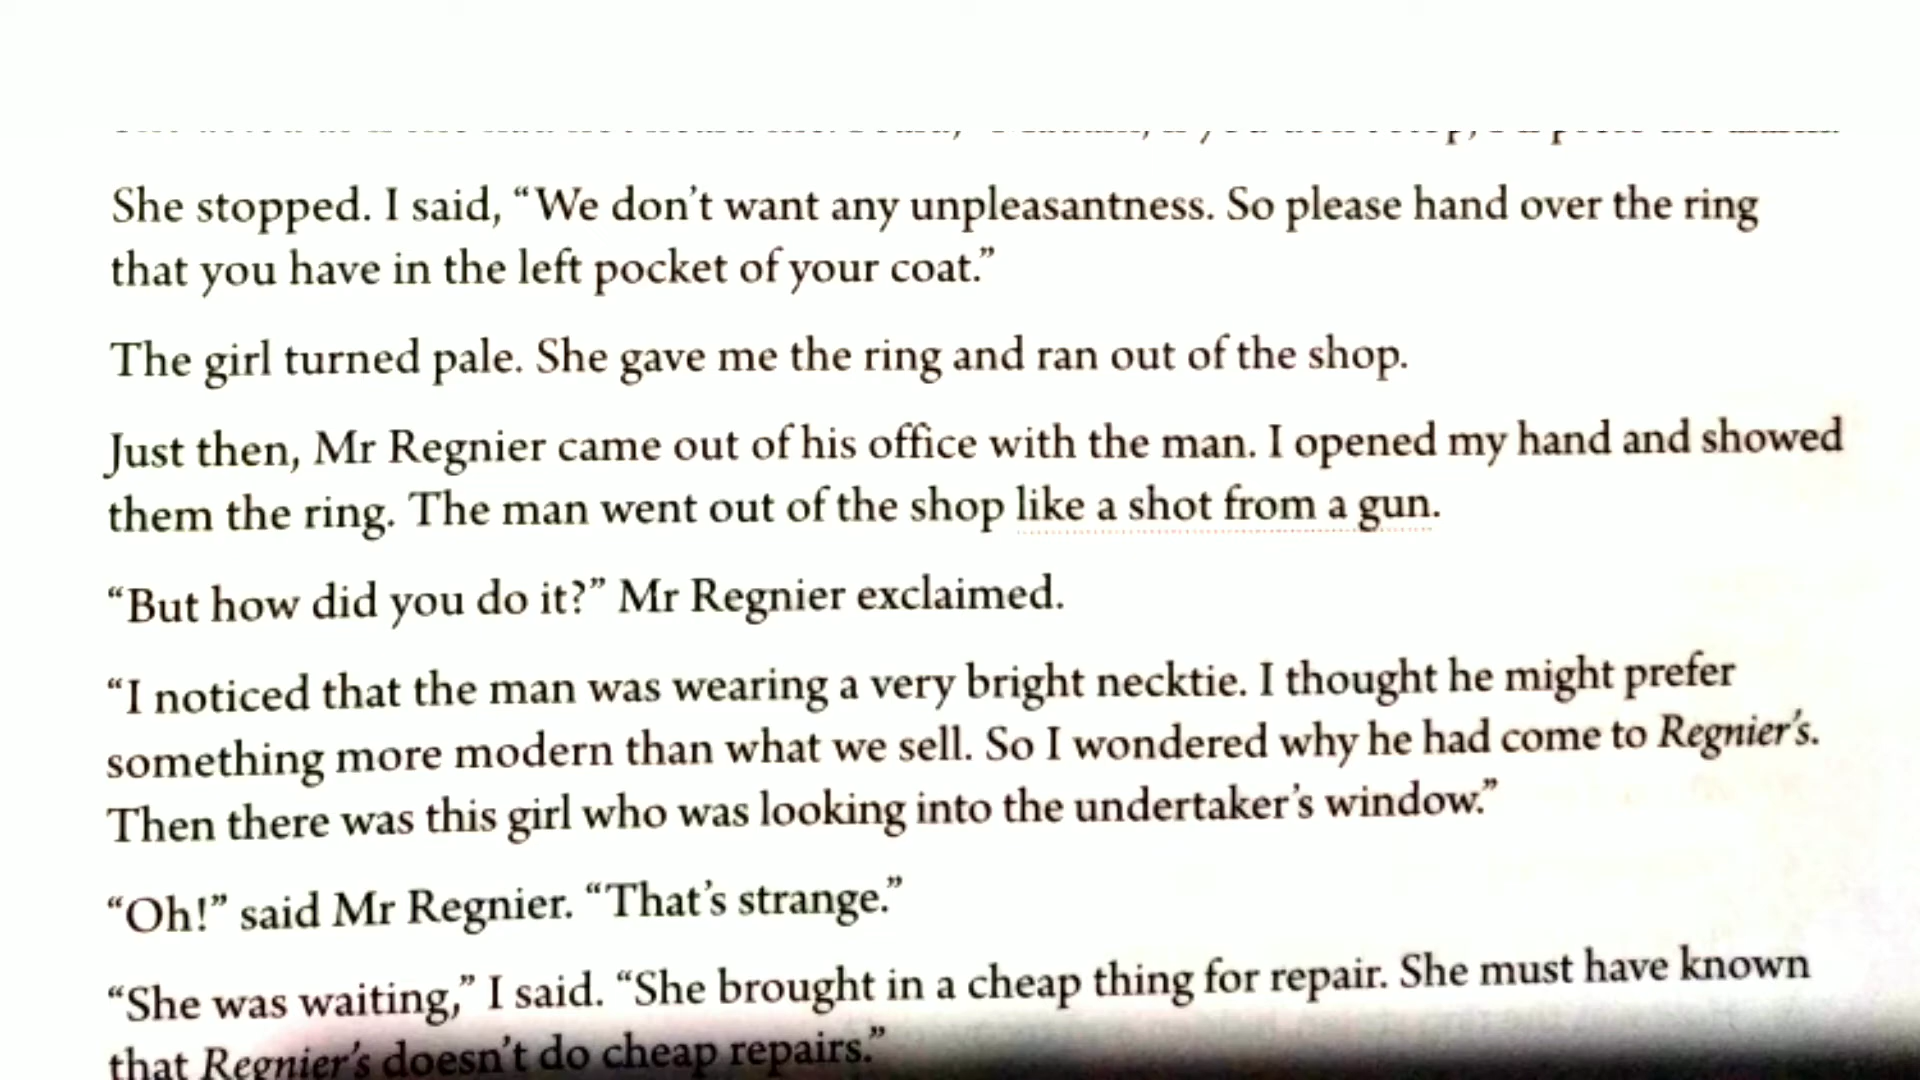 She stopped. I said, “We don’t want any unpleasantness. So please hand over the ring
that you have in the left pocket of your coat.”
The girl turned pale. She gave me the ring and ran out of the shop.
Just then, Mr Regnier came out of his office with the man. I opened my hand and showed
them the ring. The man went out of the shop like a shot from a gun.
“But how did you do it?” Mr Regnier exclaimed.
“I noticed that the man was wearing a very bright necktie. I thought he might prefer
something more modern than what we sell. So I wondered why he had come to Regnier’s.
Then there was this girl who was looking into the undertaker’s window.”
“Oh!” said Mr Regnier. “That’s strange.”
“She was waiting,” I said. “She brought in a cheap thing for repair. She must have known
that Regnier’s doesn’t do cheap repairs.”